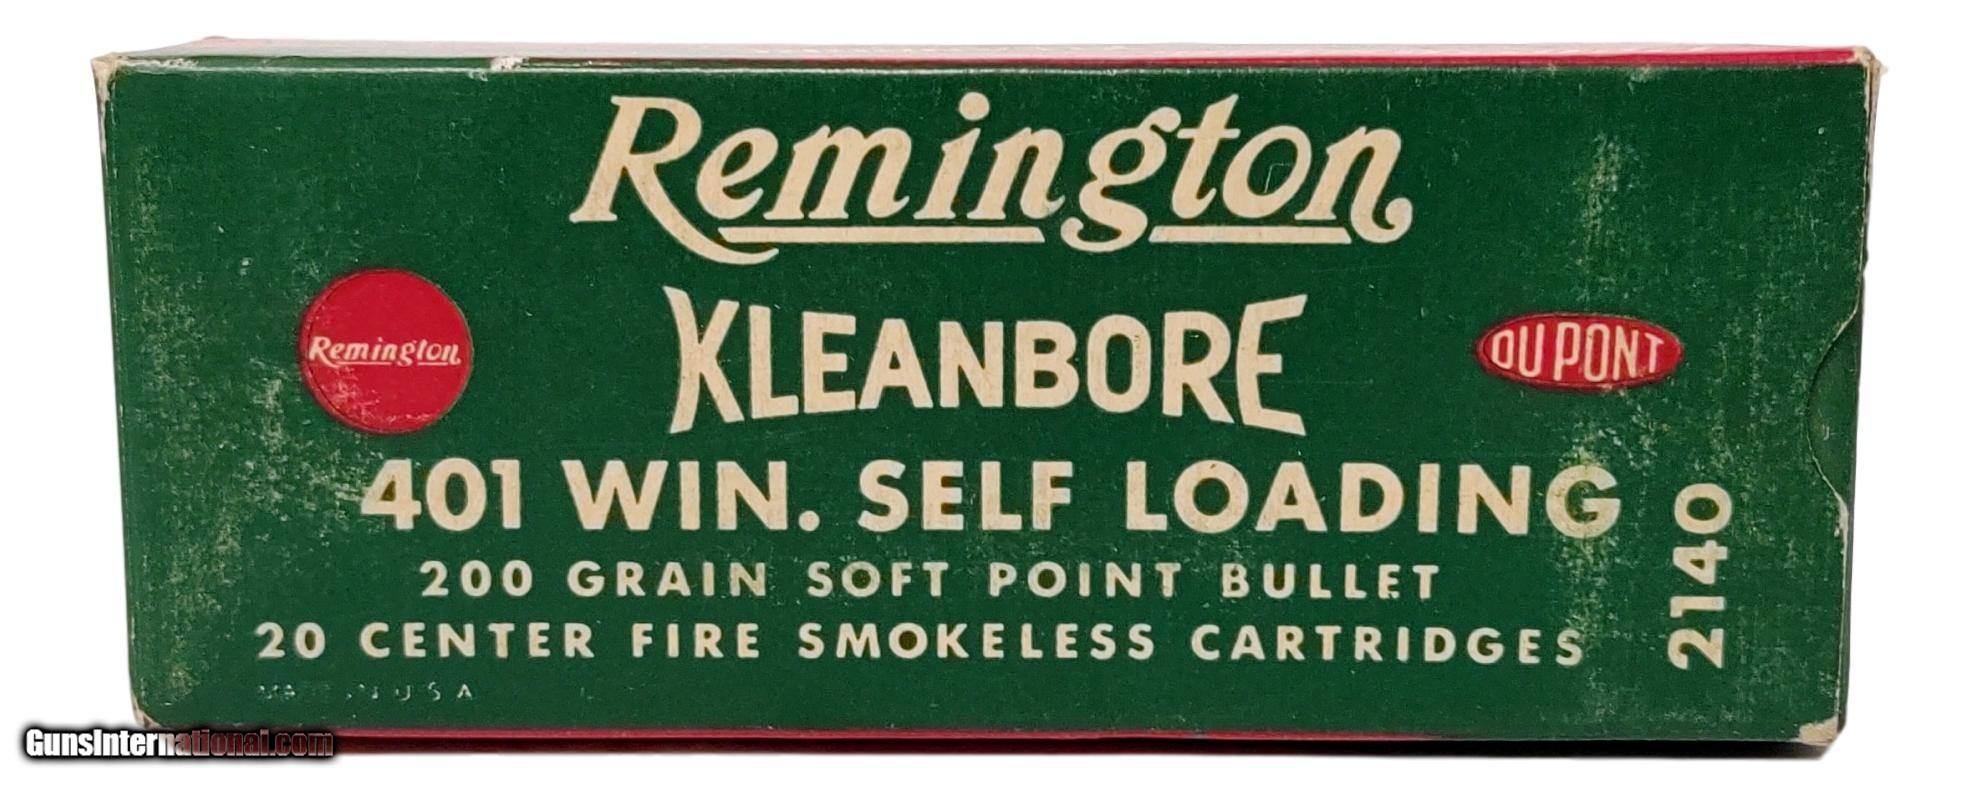 Remington
KLEANBORE
Remington
DU PONT
401 WIN. SELF LOADING
200 GRAIN SOFT POINT BULLET
20 CENTER FIRE SMOKELESS CARTRIDGES
2140
U S A
GunsInternational.com